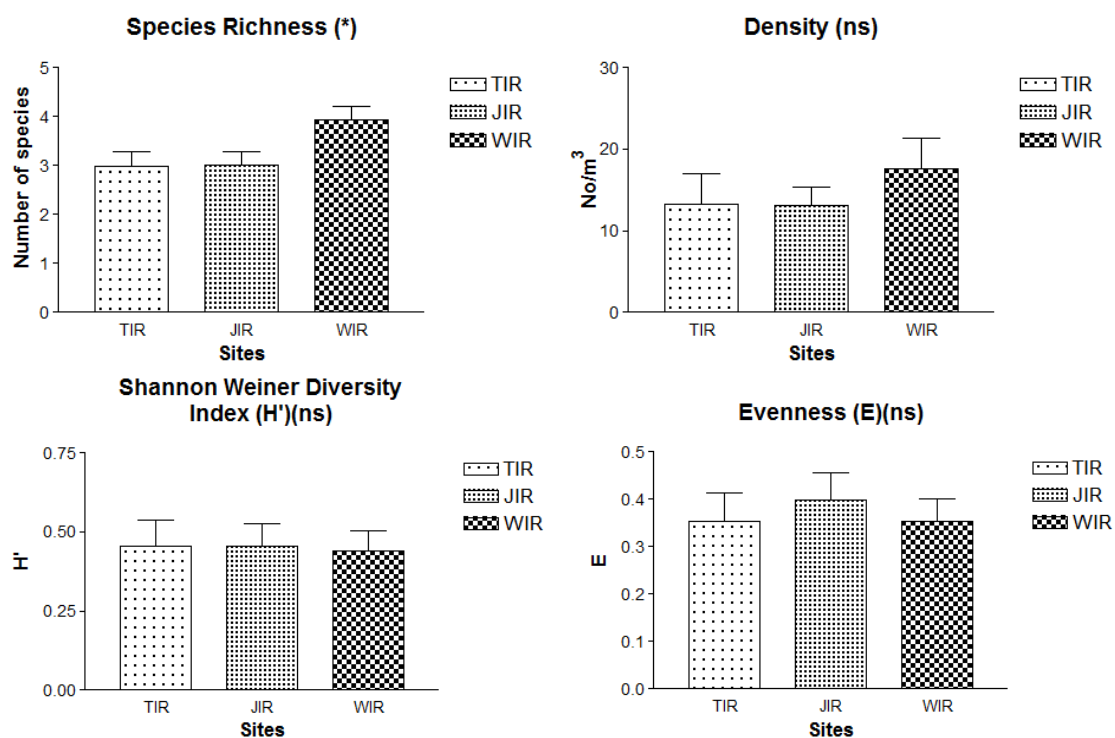 Species Richness (*)
Number of species
5
4
3
2
1
0
TIR
JIR
WIR
Sites
TIR
JIR
WIR
Density (ns)
No/m³
30
20
10
0
TIR
JIR
WIR
Sites
TIR
JIR
WIR
Shannon Weiner Diversity
Index (H')(ns)
H'
0.75
0.50
0.25
0.00
TIR
JIR
WIR
Sites
TIR
JIR
WIR
Evenness (E)(ns)
E
0.5
0.4
0.3
0.2
0.1
0.0
TIR
JIR
WIR
Sites
TIR
JIR
WIR